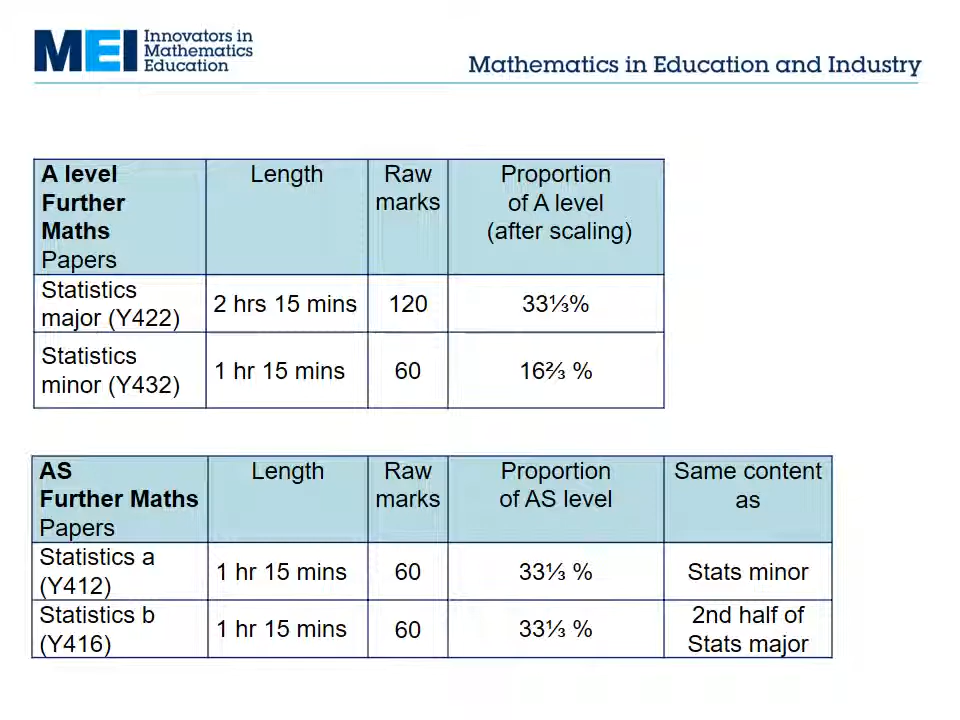 MEI Innovators in
Mathematics
Education
Mathematics in Education and Industry
A level
Further
Maths
Papers
Length
Raw
marks
Proportion
of A level
(after scaling)
Statistics
major (Y422)
2 hrs 15 mins
120
33⅓%
Statistics
minor (Y432)
1 hr 15 mins
60
16⅔ %
AS
Further Maths
Papers
Length
Raw
marks
Proportion
of AS level
Same content
as
Statistics a
(Y412)
1 hr 15 mins
60
33⅓ %
Stats minor
Statistics b
(Y416)
1 hr 15 mins
60
33⅓ %
2nd half of
Stats major